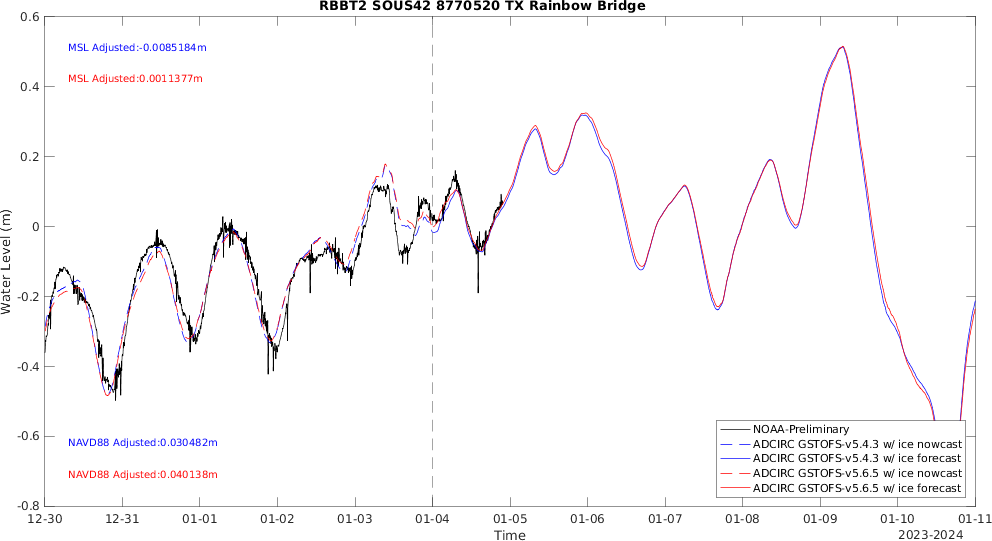 RBBT2 SOUS42 8770520 TX Rainbow Bridge
MSL Adjusted:-0.0085184m
MSL Adjusted:0.0011377m
0.6
0.4
0.2
0
-0.2
-0.4
-0.6
-0.8
Water Level (m)
NAVD88 Adjusted:0.030482m
NAVD88 Adjusted:0.040138m
NOAA-Preliminary
ADCIRC GSTOFS-v5.4.3 w/ ice nowcast
ADCIRC GSTOFS-v5.4.3 w/ ice forecast
ADCIRC GSTOFS-v5.6.5 w/ ice nowcast
ADCIRC GSTOFS-v5.6.5 w/ ice forecast
12-30 12-31 01-01 01-02 01-03 01-04 01-05 01-06 01-07 01-08 01-09 01-10 01-11
Time
2023-2024